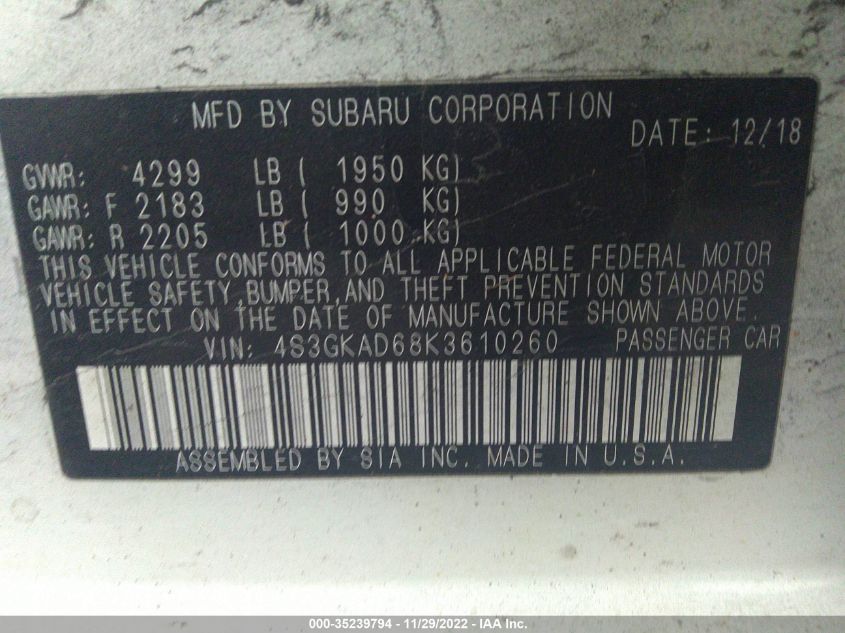 MFD BY SUBARU CORPORATION
DATE: 12/18
GVWR: 4299 LB ( 1950 KG)
GAWR: F 2183 LB ( 990 KG)
GAWR: R 2205 LB ( 1000 KG)
THIS VEHICLE CONFORMS TO ALL APPLICABLE FEDERAL MOTOR
VEHICLE SAFETY,BUMPER,AND THEFT PREVENTION STANDARDS
IN EFFECT ON THE DATE OF MANUFACTURE SHOWN ABOVE.
VIN: 4S3GKAD68K3610260 PASSENGER CAR
ASSEMBLED BY SIA INC. MADE IN U.S.A.
000-35239794 - 11/29/2022 - IAA Inc.